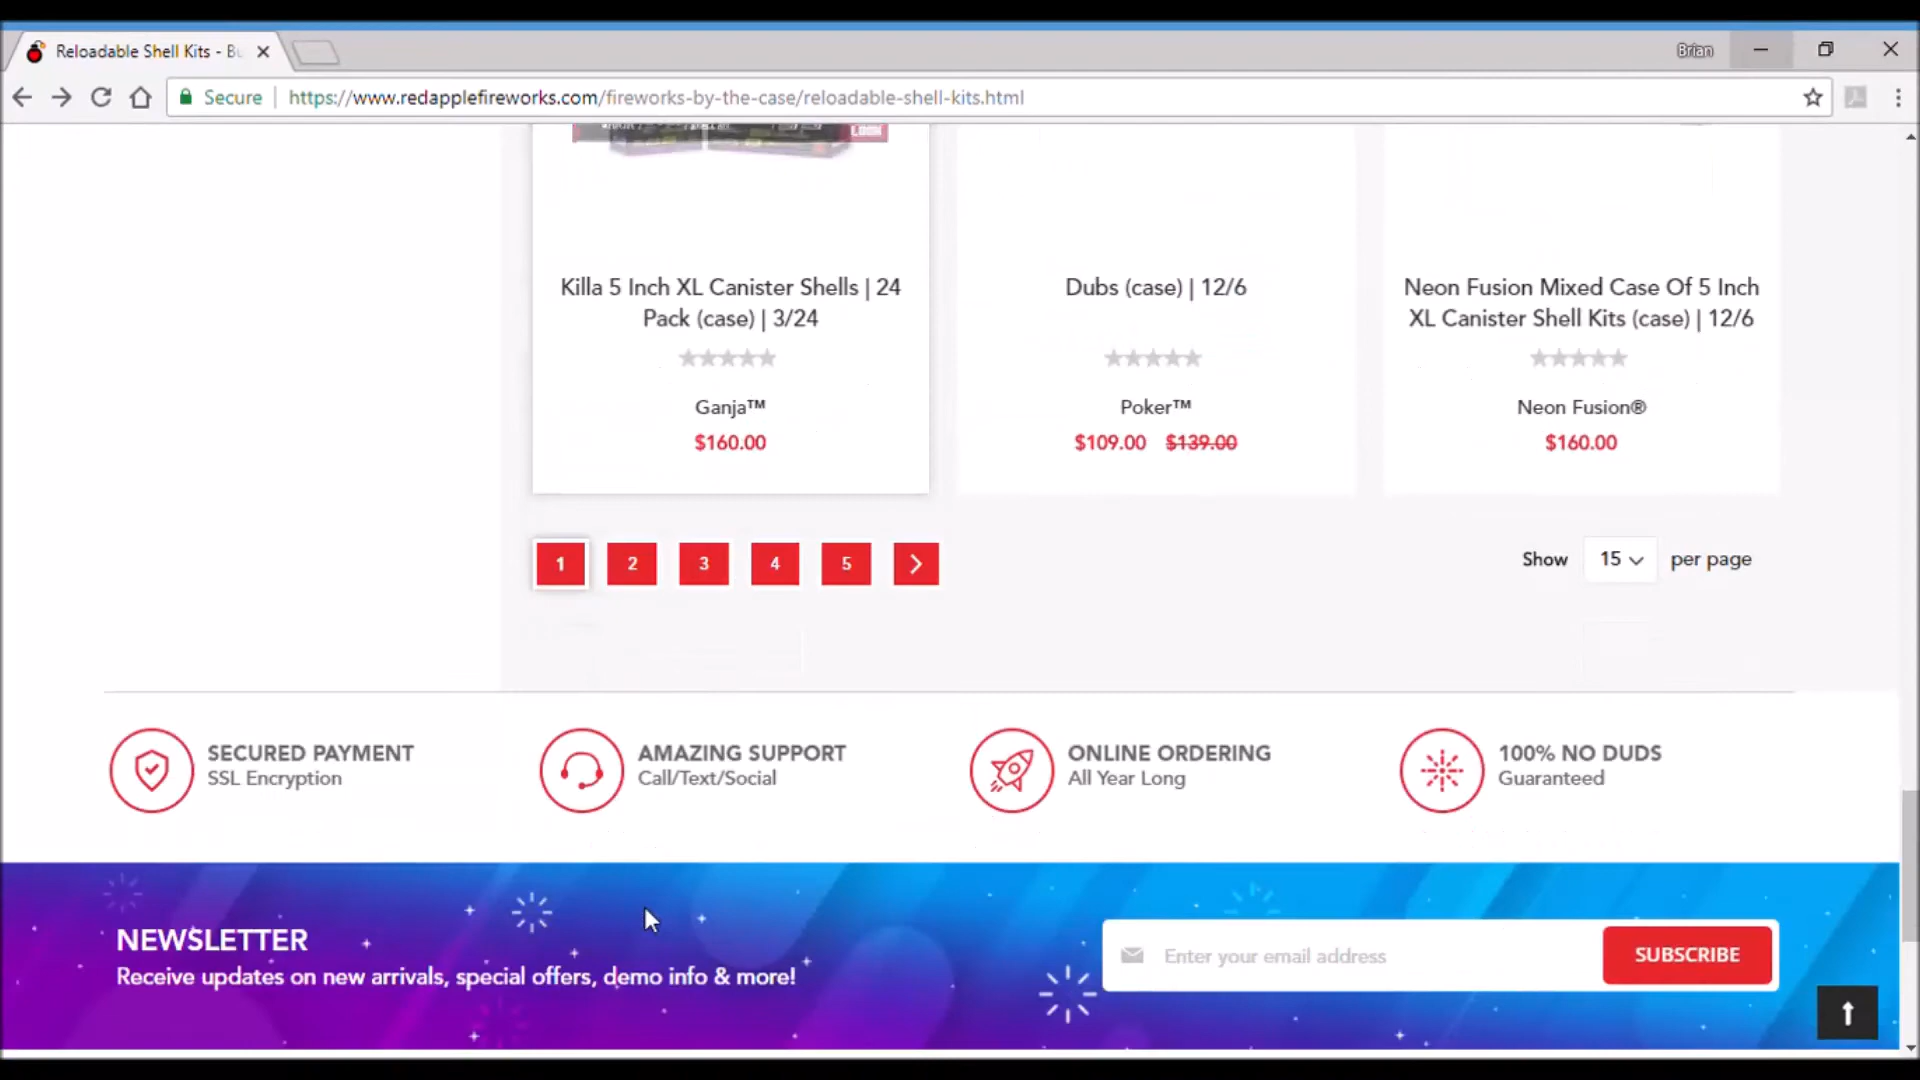 Reloadable Shell Kits - Bu
Brian
Secure https://www.redapplefireworks.com/fireworks-by-the-case/reloadable-shell-kits.html
LOOK
Killa 5 Inch XL Canister Shells | 24
Pack (case) | 3/24
Ganja™
$160.00
Dubs (case) | 12/6
Poker™
$109.00 $139.00
Neon Fusion Mixed Case Of 5 Inch
XL Canister Shell Kits (case) | 12/6
Neon Fusion®
$160.00
1 2 3 4 5
Show 15 per page
SECURED PAYMENT
SSL Encryption
AMAZING SUPPORT
Call/Text/Social
ONLINE ORDERING
All Year Long
100% NO DUDS
Guaranteed
NEWSLETTER
Receive updates on new arrivals, special offers, demo info & more!
Enter your email address
SUBSCRIBE